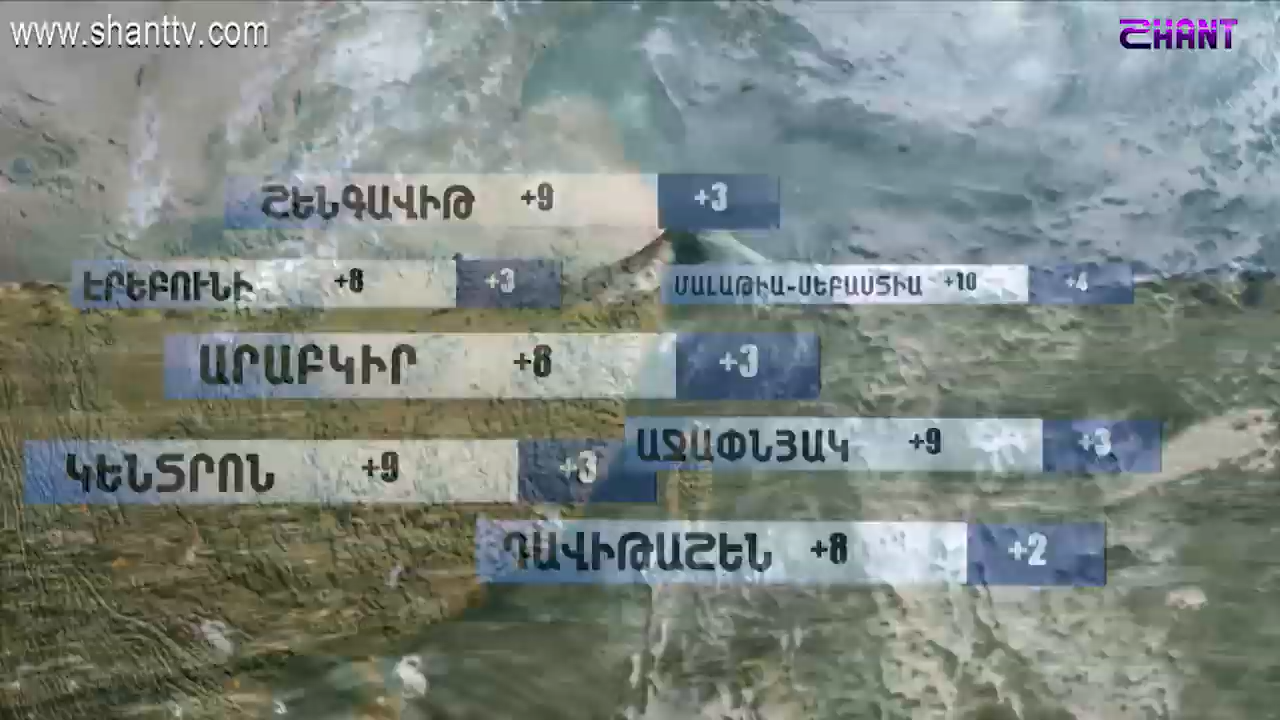 www.shanttv.com
SHANT
ՇԵՆԳԱՎԻԹ +9 +3
ԷՐԵԲՈՒՆԻ +8 +3
ՄԱԼԱԹԻԱ-ՍԵԲԱՍՏԻԱ +10 +4
ԱՐԱԲԿԻՐ +8 +3
ԱՋԱՓՆՅԱԿ +9 +3
ԿԵՆՏՐՈՆ +9 +3
ԴԱՎԻԹԱՇԵՆ +8 +2